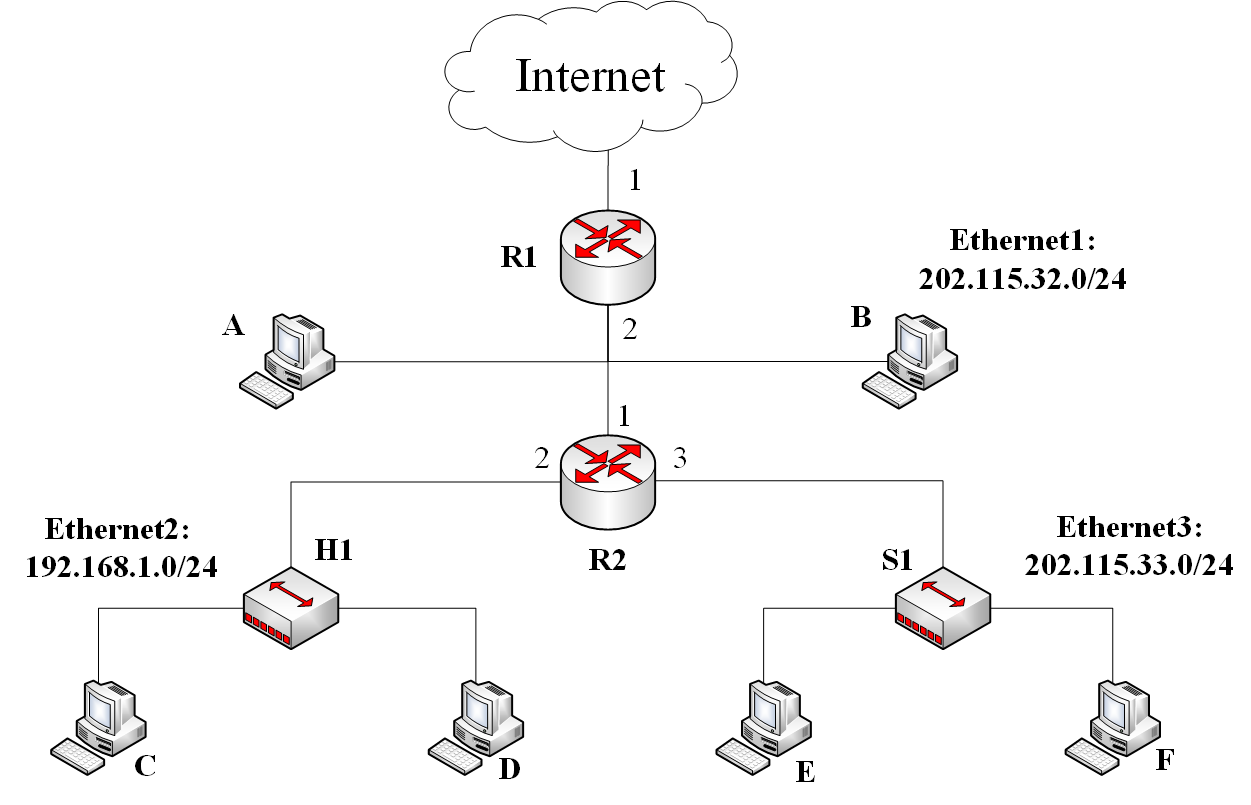 Internet
1
R1
Ethernet1:
202.115.32.0/24
A
2
B
1
2
3
Ethernet2:
192.168.1.0/24
H1
R2
S1
Ethernet3:
202.115.33.0/24
C
D
E
F